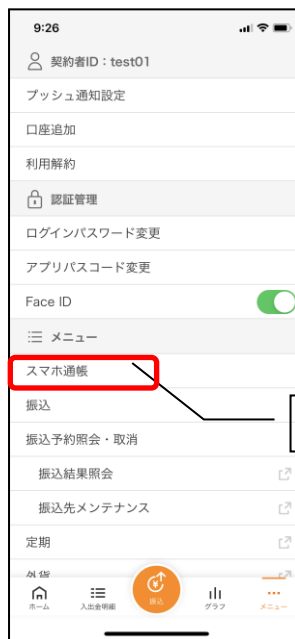 9:26
契約者ID：test01
プッシュ通知設定
口座追加
利用解約
認証管理
ログインパスワード変更
アプリパスコード変更
Face ID
メニュー
スマホ通帳
振込
振込予約照会・取消
振込結果照会
振込先メンテナンス
定期
外貨
ホーム 入出金明細 振込 グラフ メニュー